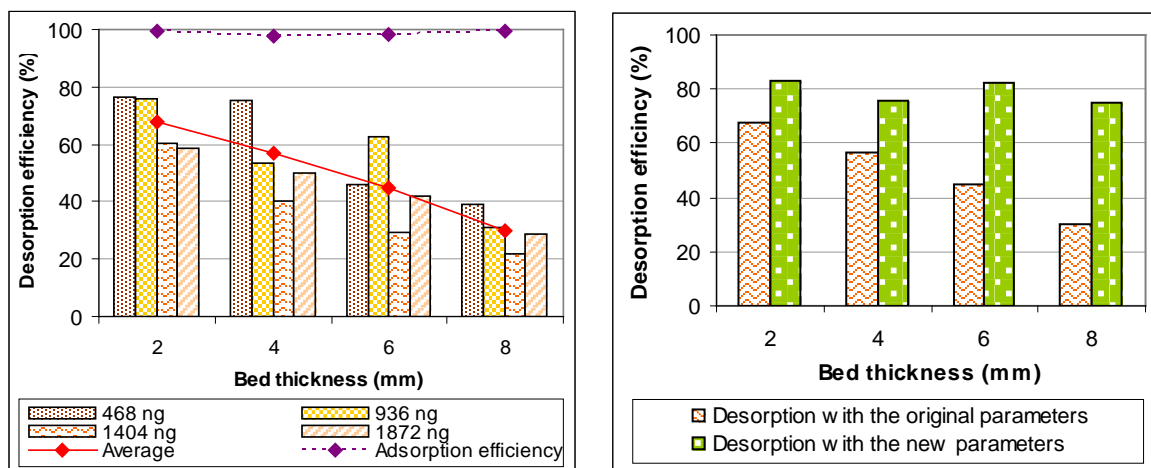 100
80
60
40
20
0
Desorption efficiency (%)
2 4 6 8
Bed thickness (mm)
468 ng 936 ng
1404 ng 1872 ng
Average Adsorption efficiency
100
80
60
40
20
0
Desorption efficincy (%)
2 4 6 8
Bed thickness (mm)
Desorption with the original parameters
Desorption with the new parameters